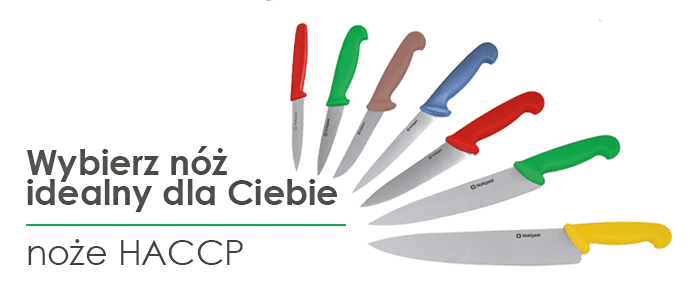 Wybierz nóż
idealny dla Ciebie
noże HACCP